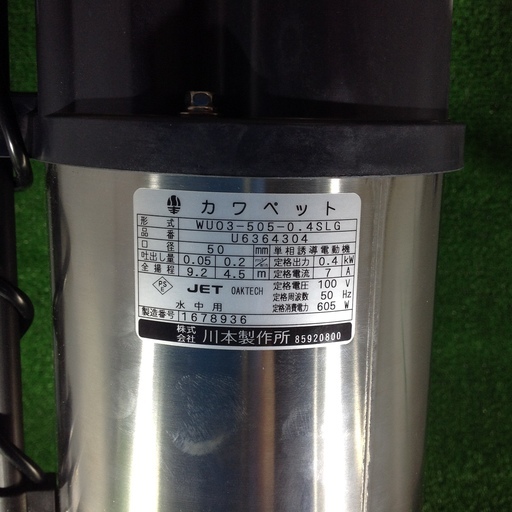 カワペット
形式 WU03-505-0.4SLG
品番 U6364304
口径 50 mm 単相誘導電動機
吐出し量 0.05 0.2 m³/min 定格出力 0.4 kW
全揚程 9.2 4.5 m 定格電流 7 A
PSE JET OAKTECH 定格電圧 100 V
水中用 定格周波数 50 Hz
製造番号 1678936 定格消費電力 605 W
株式会社 川本製作所 85920800